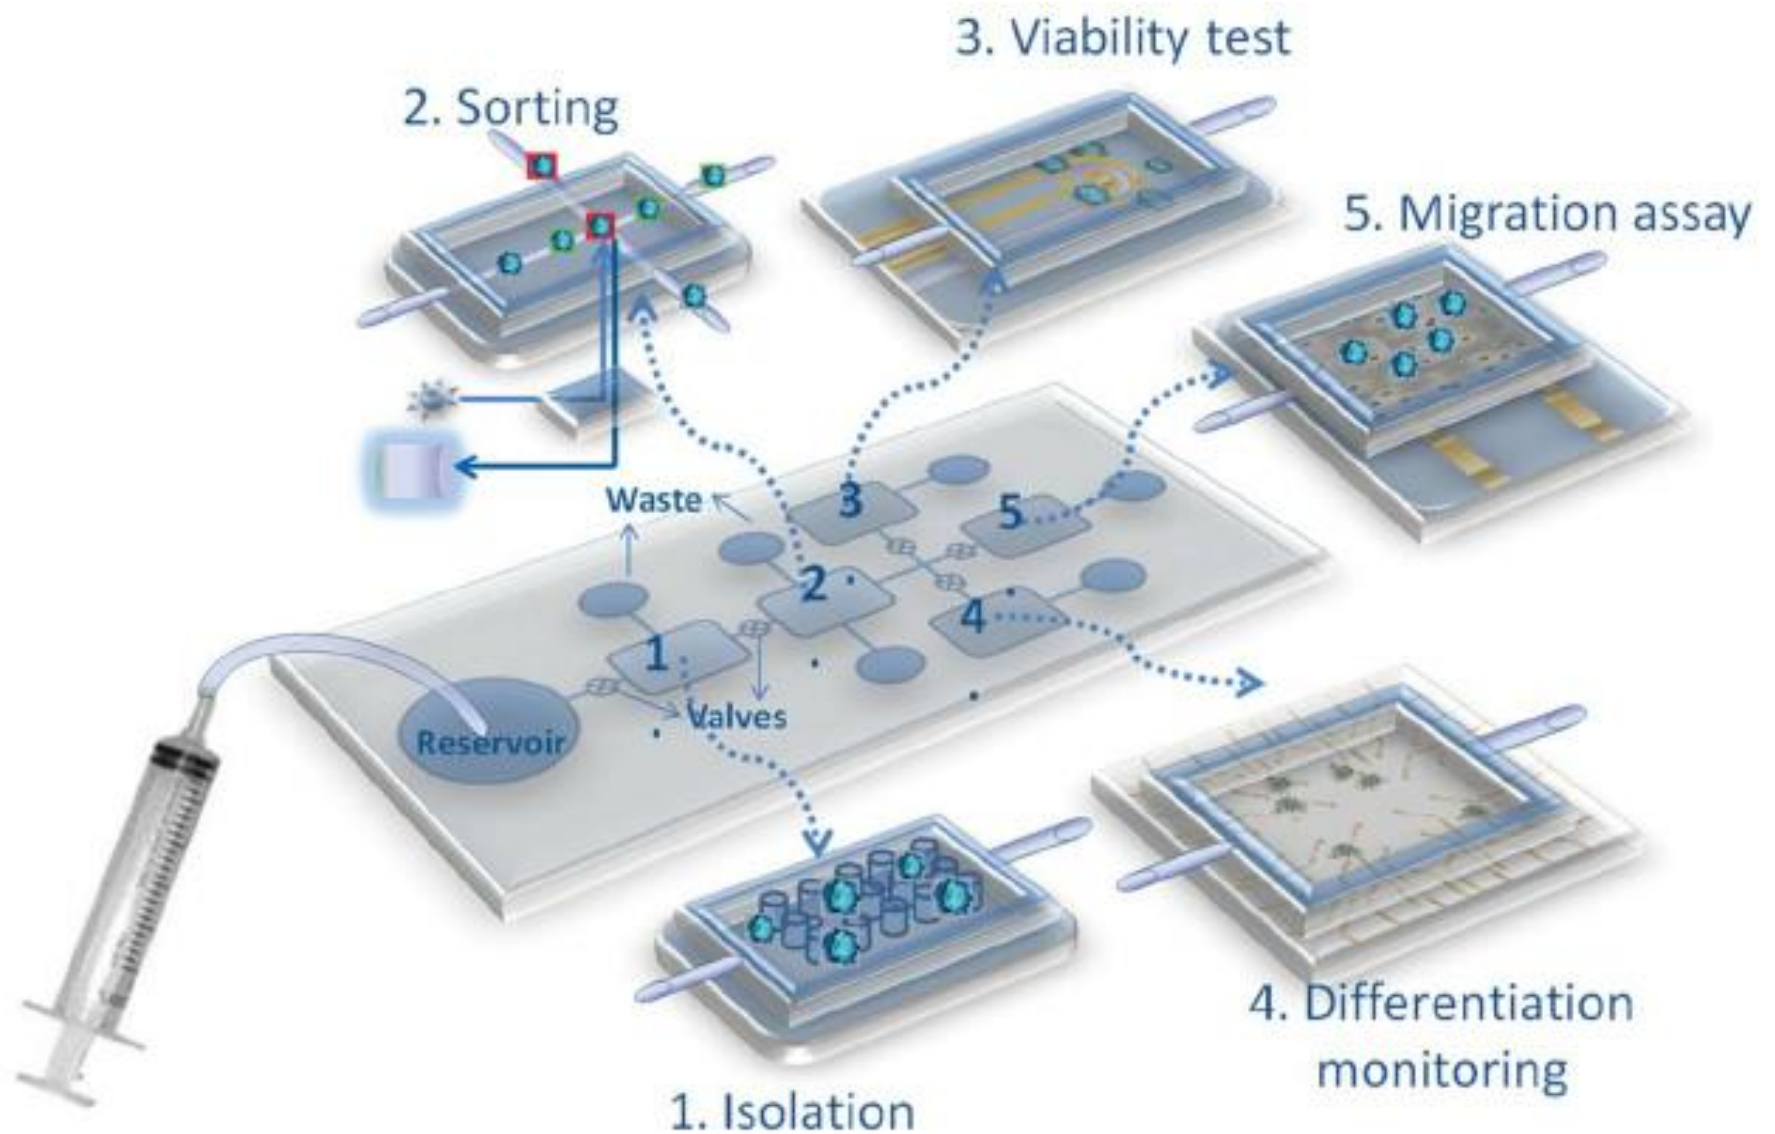 3. Viability test
2. Sorting
5. Migration assay
Waste
3
5
2
4
1
Valves
Reservoir
4. Differentiation
monitoring
1. Isolation